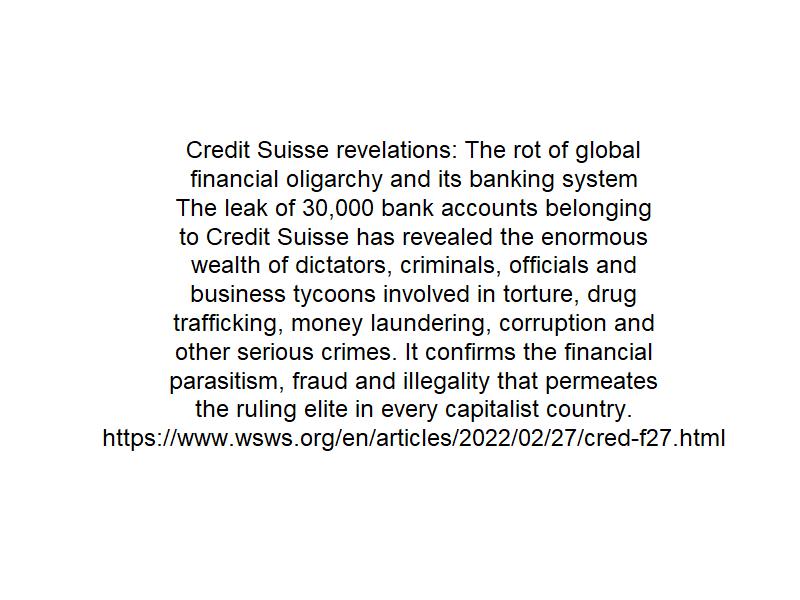 Credit Suisse revelations: The rot of global
financial oligarchy and its banking system
The leak of 30,000 bank accounts belonging
to Credit Suisse has revealed the enormous
wealth of dictators, criminals, officials and
business tycoons involved in torture, drug
trafficking, money laundering, corruption and
other serious crimes. It confirms the financial
parasitism, fraud and illegality that permeates
the ruling elite in every capitalist country.
https://www.wsws.org/en/articles/2022/02/27/cred-f27.html